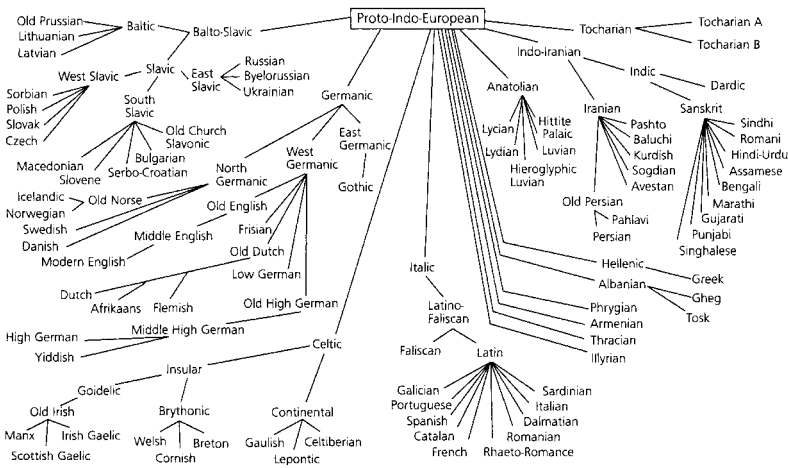 Proto-Indo-European
Balto-Slavic
Baltic
Old Prussian
Lithuanian
Latvian
Slavic
West Slavic
Sorbian
Polish
Slovak
Czech
East
Slavic
Russian
Byelorussian
Ukrainian
South
Slavic
Old Church
Slavonic
Bulgarian
Serbo-Croatian
Macedonian
Slovene
Germanic
North
Germanic
Old Norse
Icelandic
Norwegian
Swedish
Danish
West
Germanic
Old English
Middle English
Modern English
Frisian
Old Dutch
Dutch
Afrikaans
Flemish
Low German
Old High German
Middle High German
High German
Yiddish
East
Germanic
Gothic
Celtic
Insular
Goidelic
Old Irish
Manx
Irish Gaelic
Scottish Gaelic
Brythonic
Welsh
Breton
Cornish
Continental
Gaulish
Celtiberian
Lepontic
Italic
Latino-
Faliscan
Faliscan
Latin
Galician
Portuguese
Spanish
Catalan
French
Sardinian
Italian
Dalmatian
Romanian
Rhaeto-Romance
Anatolian
Lycian
Lydian
Hittite
Palaic
Luvian
Hieroglyphic
Luvian
Hellenic
Greek
Albanian
Gheg
Tosk
Phrygian
Armenian
Thracian
Illyrian
Indo-Iranian
Iranian
Pashto
Baluchi
Kurdish
Sogdian
Avestan
Old Persian
Pahlavi
Persian
Indic
Dardic
Sanskrit
Sindhi
Romani
Hindi-Urdu
Assamese
Bengali
Marathi
Gujarati
Punjabi
Singhalese
Tocharian
Tocharian A
Tocharian B